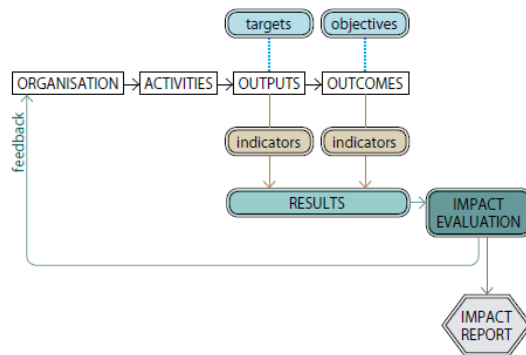 targets
objectives
ORGANISATION
ACTIVITIES
OUTPUTS
OUTCOMES
feedback
indicators
indicators
RESULTS
IMPACT
EVALUATION
IMPACT
REPORT